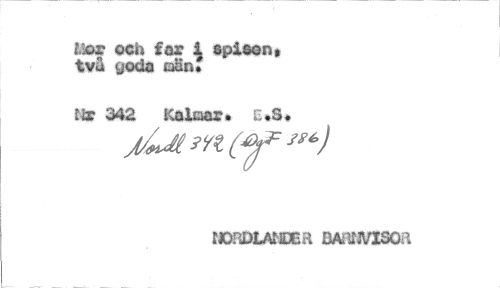 Mor och far i spisen,
två goda män.
Nr 342 Kalmar. E.S.
Nordl 342 (DgF 386)
NORDLANDER BARNVISOR